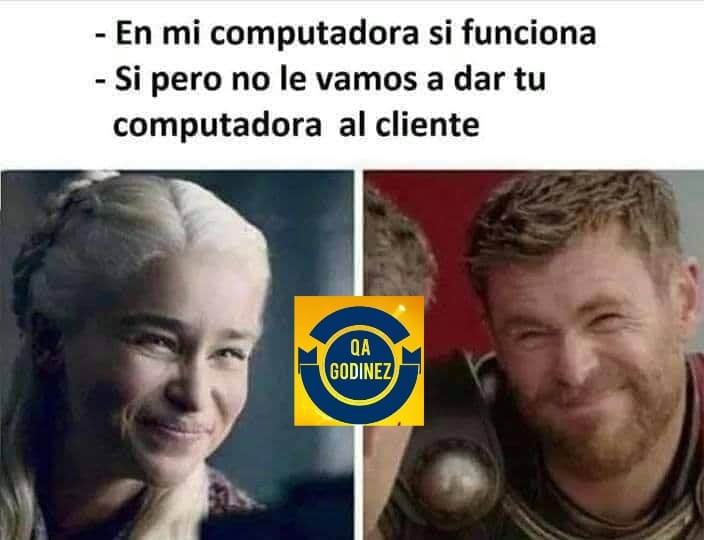 - En mi computadora si funciona
- Si pero no le vamos a dar tu
computadora al cliente
QA
GODINEZ